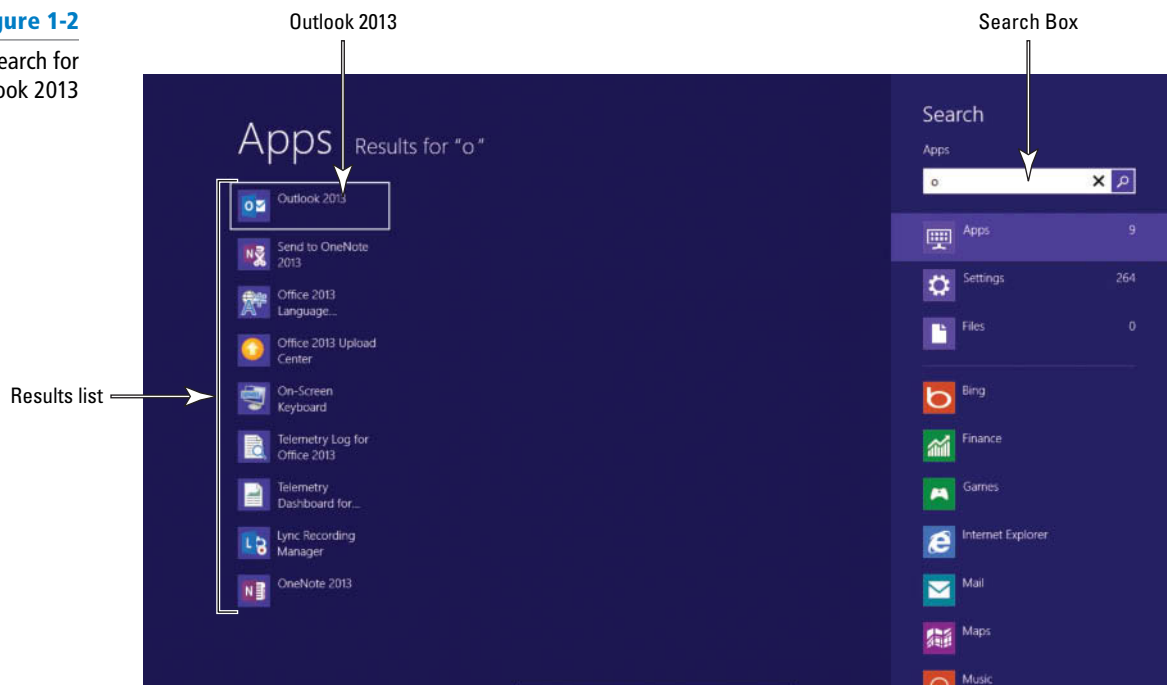 gure 1-2
earch for
ook 2013
Outlook 2013
Search Box
Results list
Apps Results for "o"
Outlook 2013
Send to OneNote
2013
Office 2013
Language...
Office 2013 Upload
Center
On-Screen
Keyboard
Telemetry Log for
Office 2013
Telemetry
Dashboard for...
Lync Recording
Manager
OneNote 2013
Search
Apps
o
Apps 9
Settings 264
Files 0
Bing
Finance
Games
Internet Explorer
Mail
Maps
Music